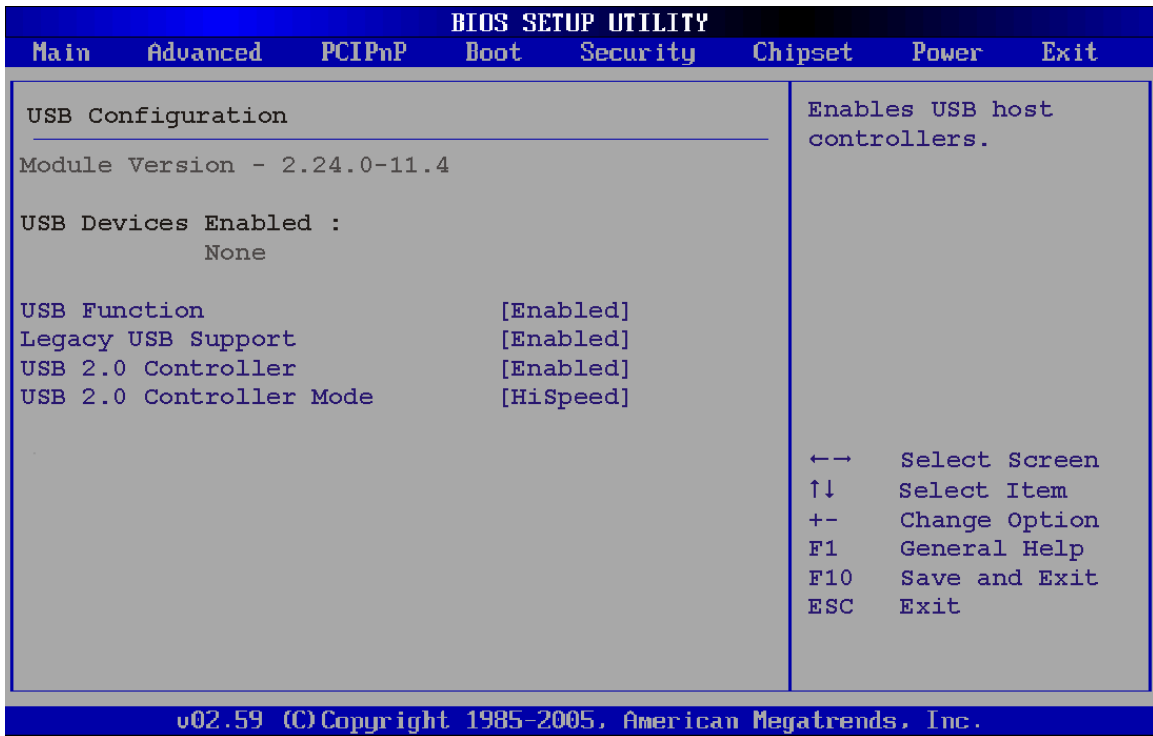 BIOS SETUP UTILITY
Main Advanced PCIPnP Boot Security Chipset Power Exit
USB Configuration
Module Version - 2.24.0-11.4
USB Devices Enabled :
None
USB Function [Enabled]
Legacy USB Support [Enabled]
USB 2.0 Controller [Enabled]
USB 2.0 Controller Mode [HiSpeed]
Enables USB host
controllers.
←→ Select Screen
↑↓ Select Item
+- Change Option
F1 General Help
F10 Save and Exit
ESC Exit
v02.59 (C)Copyright 1985-2005, American Megatrends, Inc.